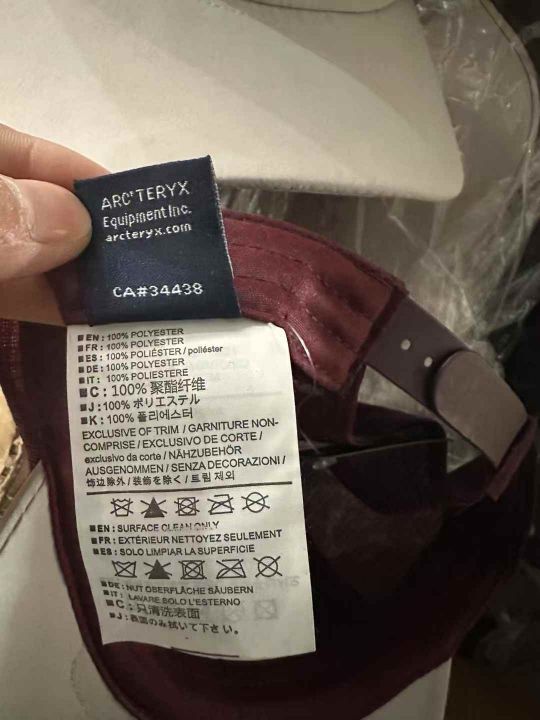 ARC'TERYX
Equipment Inc.
arcteryx.com
CA#34438
EN: 100% POLYESTER
FR: 100% POLYESTER
ES: 100% POLIÉSTER / poliéster
DE: 100% POLYESTER
IT: 100% POLIESTERE
C: 100% 聚酯纤维
J: 100% ポリエステル
K: 100% 폴리에스터
EXCLUSIVE OF TRIM / GARNITURE NON-
COMPRISE / EXCLUSIVO DE CORTE /
exclusivo da corte / NÄHZUBEHÖR
AUSGENOMMEN / SENZA DECORAZIONI /
饰边除外 / 装飾を除く / 트림 제외
EN: SURFACE CLEAN ONLY
FR: EXTÉRIEUR NETTOYEZ SEULEMENT
ES: SOLO LIMPIAR LA SUPERFICIE
DE: NUT OBERFLÄCHE SÄUBERN
IT: LAVARE SOLO L'ESTERNO
C: 只清洗表面
J: 表面のみ拭いて下さい。